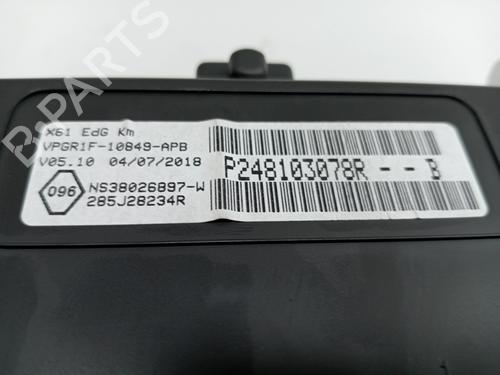 X61 EdG Km
VPGR1F-10849-APB
V05.10 04/07/2018
P248103078R -- B
096
NS38026897-W
285J28234R
B-PARTS